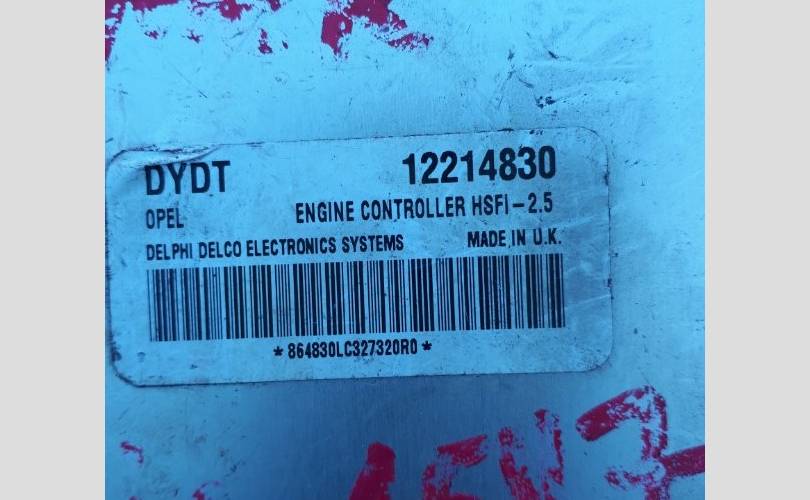 DYDT 12214830
OPEL ENGINE CONTROLLER HSFI-2.5
DELPHI DELCO ELECTRONICS SYSTEMS MADE IN U.K.
*864830LC327320R0*